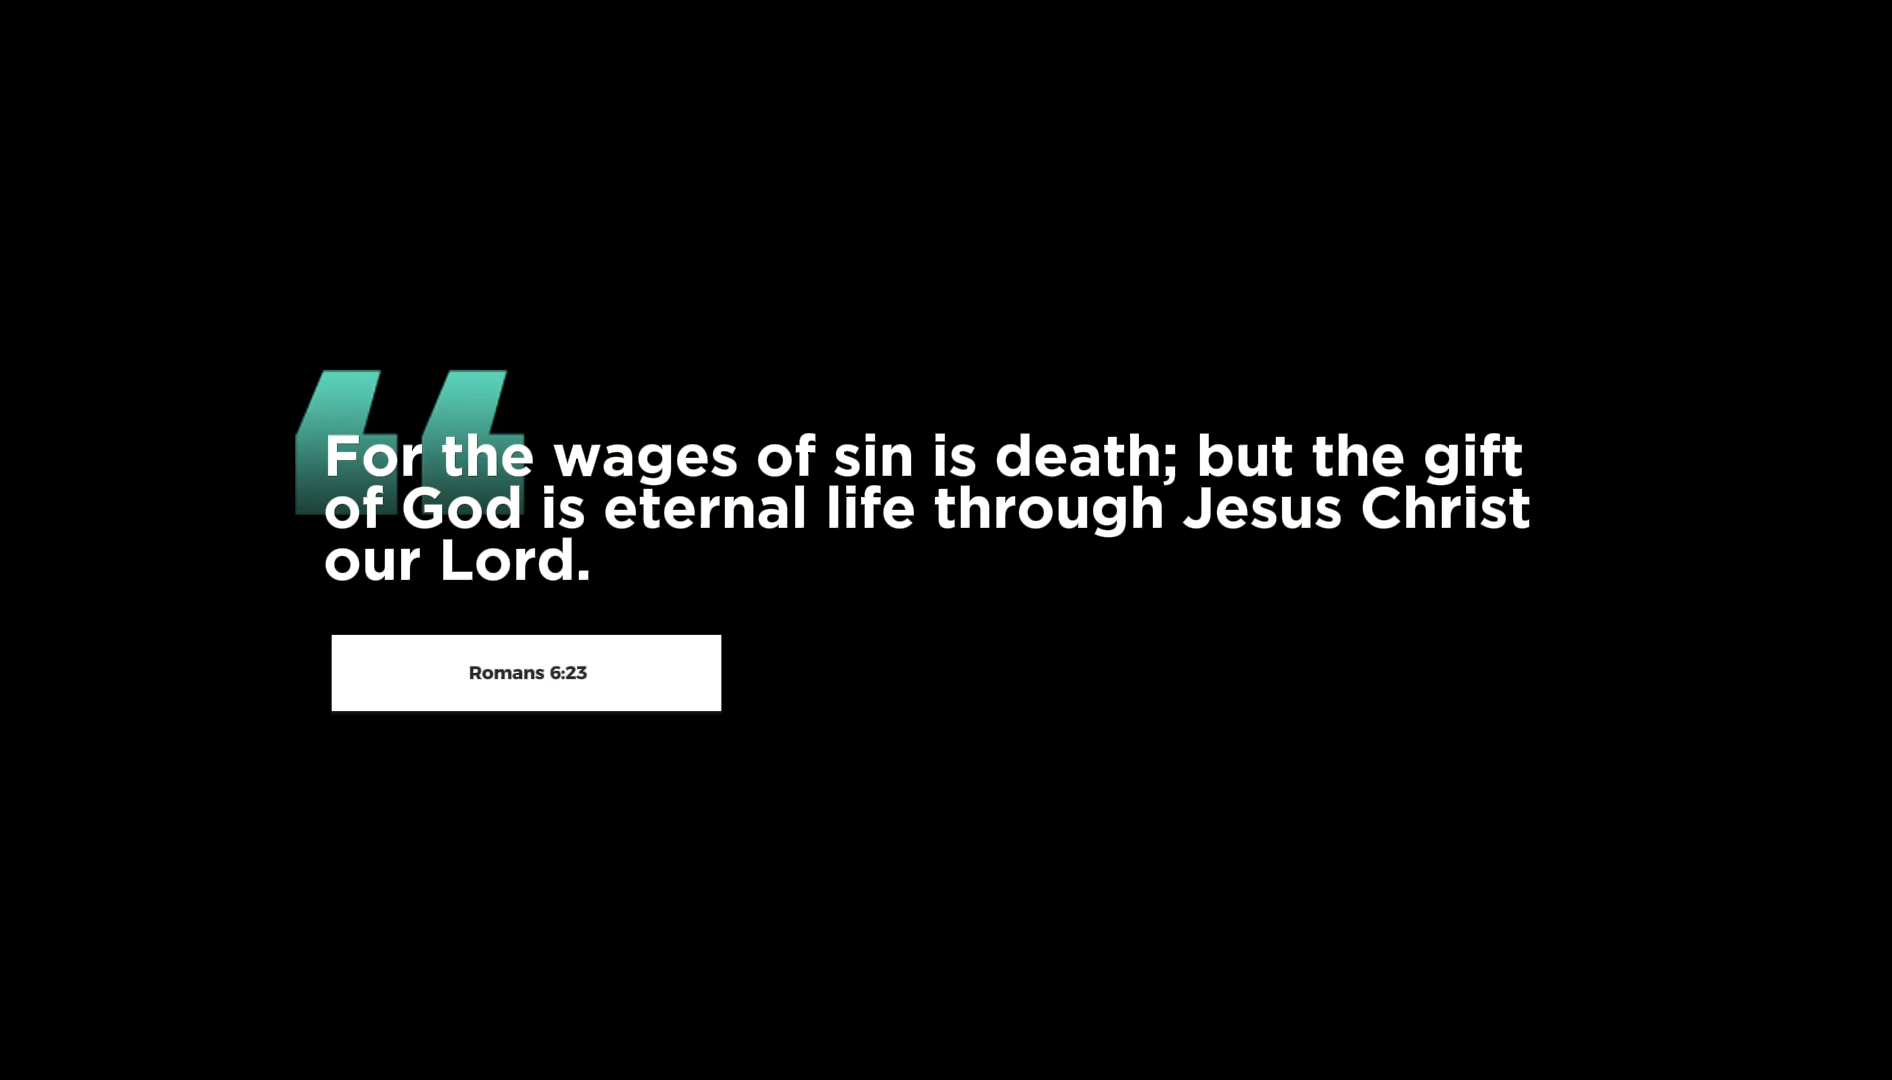 “
For the wages of sin is death; but the gift
of God is eternal life through Jesus Christ
our Lord.
Romans 6:23